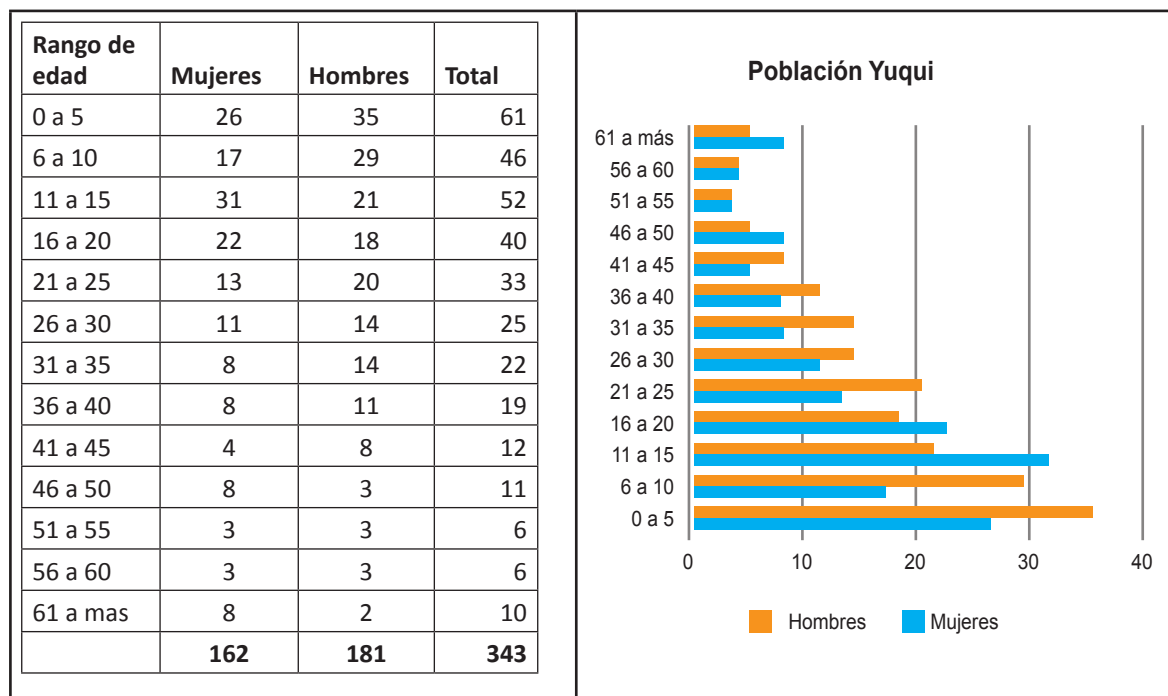 Rango de
edad Mujeres Hombres Total
0 a 5 26 35 61
6 a 10 17 29 46
11 a 15 31 21 52
16 a 20 22 18 40
21 a 25 13 20 33
26 a 30 11 14 25
31 a 35 8 14 22
36 a 40 8 11 19
41 a 45 4 8 12
46 a 50 8 3 11
51 a 55 3 3 6
56 a 60 3 3 6
61 a mas 8 2 10
162 181 343
Población Yuqui
61 a más
56 a 60
51 a 55
46 a 50
41 a 45
36 a 40
31 a 35
26 a 30
21 a 25
16 a 20
11 a 15
6 a 10
0 a 5
0 10 20 30 40
Hombres Mujeres